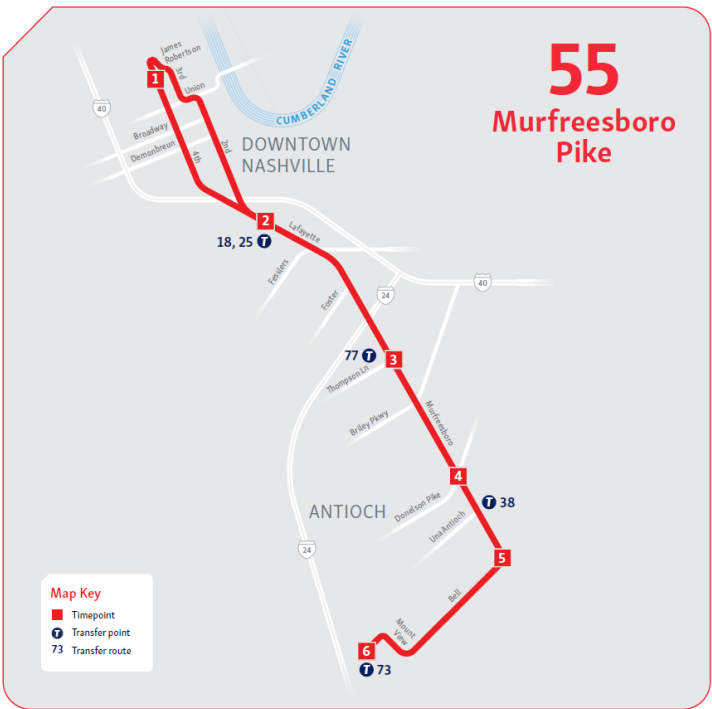 55
Murfreesboro
Pike
James
Robertson
3rd
1
Union
CUMBERLAND RIVER
40
Broadway
Demonbreun
4th
2nd
DOWNTOWN
NASHVILLE
2
18, 25 T
Lafayette
Fesslers
Foster
24
40
77 T
3
Thompson Ln
Briley Pkwy
Murfreesboro
4
T 38
ANTIOCH
Donelson Pike
Una Antioch
24
5
Bell
Mount
View
6
T 73
Map Key
Timepoint
T Transfer point
73 Transfer route